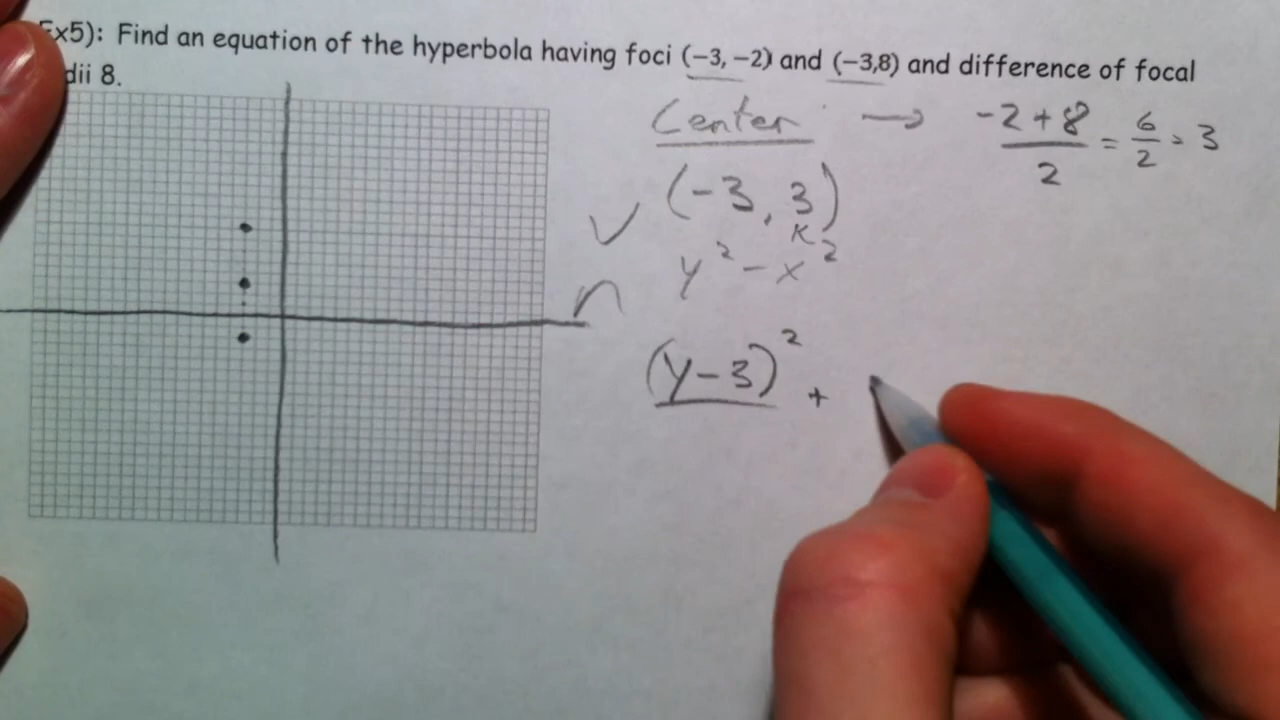 Ex5): Find an equation of the hyperbola having foci (−3, −2) and (−3,8) and difference of focal
dii 8.
Center → -2+8/2 = 6/2 = 3
(-3, 3)
K
y² - x²
(y-3)² +